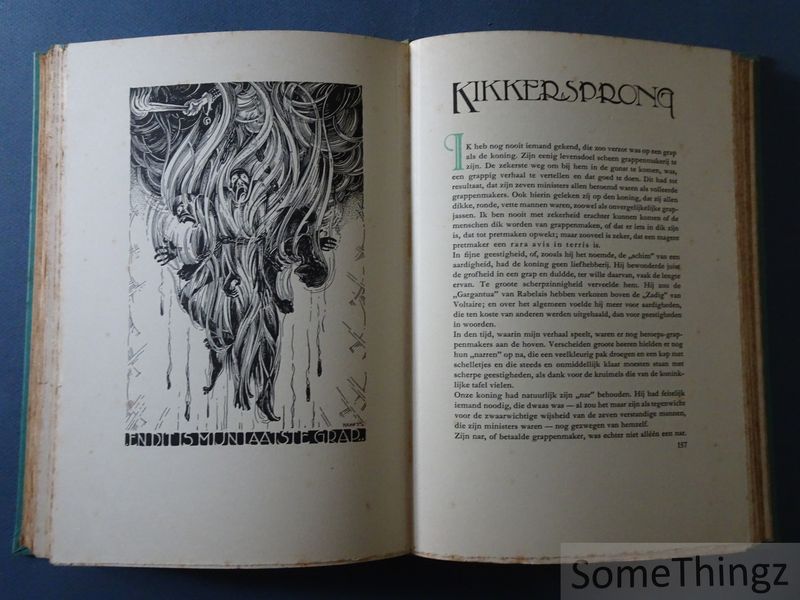 EN DIT IS MIJN LAATSTE GRAP.
KIKKERSPRONG
IK heb nog nooit iemand gekend, die zoo verzot was op een grap
als de koning. Zijn eenig levensdoel scheen grappenmakerij te
zijn. De zekerste weg om bij hem in de gunst te komen, was,
een grappig verhaal te vertellen en dat goed te doen. Dit had tot
resultaat, dat zijn zeven ministers allen beroemd waren als volleerde
grappenmakers. Ook hierin geleken zij op den koning, dat zij allen
dikke, ronde, vette mannen waren, zoowel als onvergelijkelijke grap-
jassen. Ik ben nooit met zekerheid erachter kunnen komen of de
menschen dik worden van grappenmaken, of dat er iets in dik zijn
is, dat tot pretmaken opwekt; maar zooveel is zeker, dat een magere
pretmaker een rara avis in terris is.
In fijne geestigheid, of, zooals hij het noemde, de „schim" van een
aardigheid, had de koning geen liefhebberij. Hij bewonderde juist
de grofheid in een grap en duldde, ter wille daarvan, vaak de lengte
ervan. Te groote scherpzinnigheid verveelde hem. Hij zou de
„Gargantua" van Rabelais hebben verkozen boven de „Zadig" van
Voltaire; en over het algemeen voelde hij meer voor aardigheden,
die ten koste van anderen werden uitgehaald, dan voor geestigheden
in woorden.
In den tijd, waarin mijn verhaal speelt, waren er nog beroeps-grap-
penmakers aan de hoven. Verscheiden groote heeren hielden er nog
hun „narren" op na, die een veelkleurig pak droegen en een kap met
schelletjes en die steeds en onmiddellijk klaar moesten staan met
scherpe geestigheden, als dank voor de kruimels die van de konink-
lijke tafel vielen.
Onze koning had natuurlijk zijn „nar" behouden. Hij had feitelijk
iemand noodig, die dwaas was — al zou het maar zijn als tegenwicht
voor de zwaarwichtige wijsheid van de zeven verstandige mannen,
die zijn ministers waren — nog gezwegen van hemzelf.
Zijn nar, of betaalde grappenmaker, was echter niet alléén een nar.
187
SomeThingz